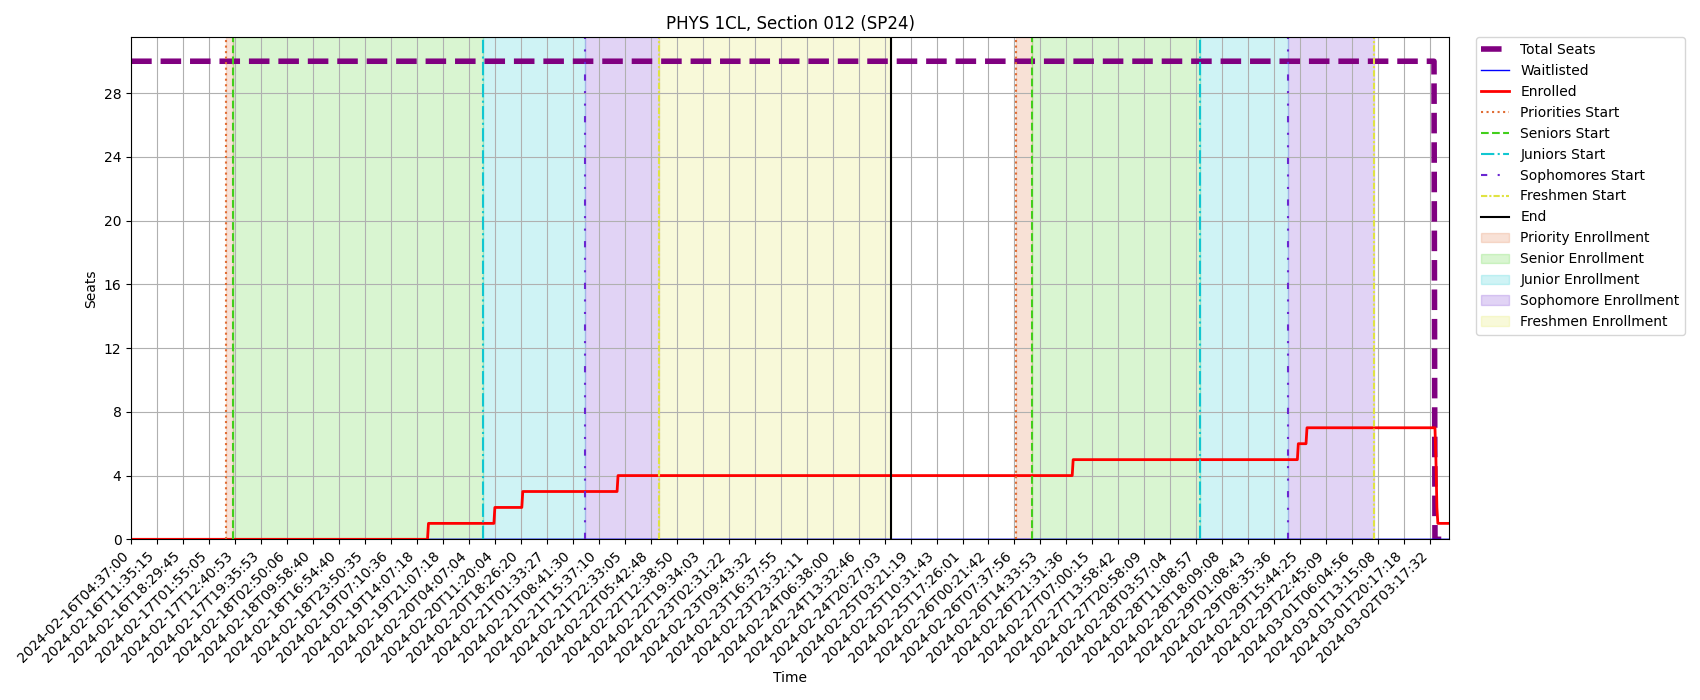 PHYS 1CL, Section 012 (SP24)
Seats
28
24
20
16
12
8
4
0
2024-02-16T04:37:00
2024-02-16T11:35:15
2024-02-16T18:29:45
2024-02-17T01:55:05
2024-02-17T12:40:53
2024-02-17T19:35:53
2024-02-18T02:50:06
2024-02-18T09:58:40
2024-02-18T16:54:40
2024-02-18T23:50:35
2024-02-19T07:10:36
2024-02-19T14:07:18
2024-02-19T21:07:18
2024-02-20T04:07:04
2024-02-20T11:20:04
2024-02-20T18:26:20
2024-02-21T01:33:27
2024-02-21T08:41:30
2024-02-21T15:37:10
2024-02-21T22:33:05
2024-02-22T05:42:48
2024-02-22T12:38:50
2024-02-22T19:34:03
2024-02-23T02:31:22
2024-02-23T09:43:32
2024-02-23T16:37:55
2024-02-23T23:32:11
2024-02-24T06:38:00
2024-02-24T13:32:46
2024-02-24T20:27:03
2024-02-25T03:21:19
2024-02-25T10:31:43
2024-02-25T17:26:01
2024-02-26T00:21:42
2024-02-26T07:37:56
2024-02-26T14:33:53
2024-02-26T21:31:36
2024-02-27T07:00:15
2024-02-27T13:58:42
2024-02-27T20:58:09
2024-02-28T03:57:04
2024-02-28T11:08:57
2024-02-28T18:09:08
2024-02-29T01:08:43
2024-02-29T08:35:36
2024-02-29T15:44:25
2024-02-29T22:45:09
2024-03-01T06:04:56
2024-03-01T13:15:08
2024-03-01T20:17:18
2024-03-02T03:17:32
Time
Total Seats
Waitlisted
Enrolled
Priorities Start
Seniors Start
Juniors Start
Sophomores Start
Freshmen Start
End
Priority Enrollment
Senior Enrollment
Junior Enrollment
Sophomore Enrollment
Freshmen Enrollment